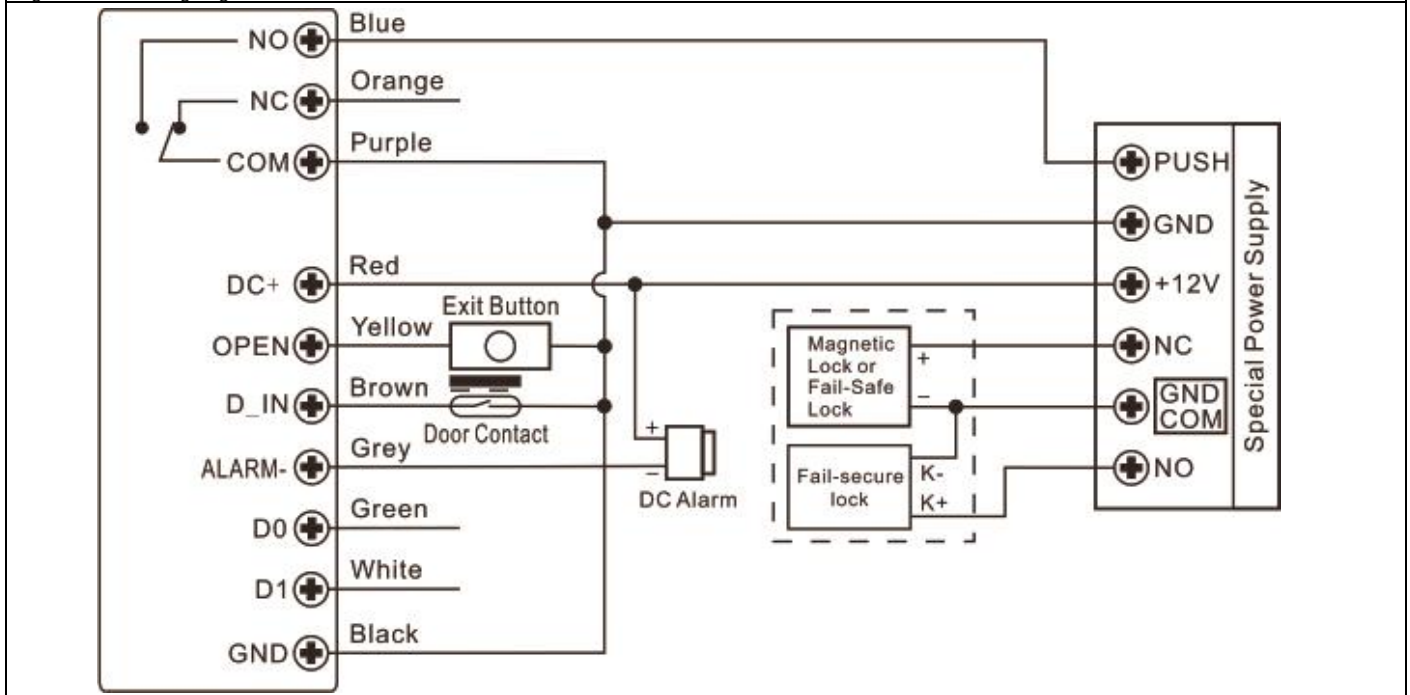 NO
Blue
NC
Orange
COM
Purple
DC+
Red
OPEN
Yellow
Exit Button
D_IN
Brown
Door Contact
ALARM-
Grey
+
−
DC Alarm
D0
Green
D1
White
GND
Black
Magnetic
Lock or
Fail-Safe
Lock
+
−
Fail-secure
lock
K-
K+
PUSH
GND
+12V
NC
GND
COM
NO
Special Power Supply